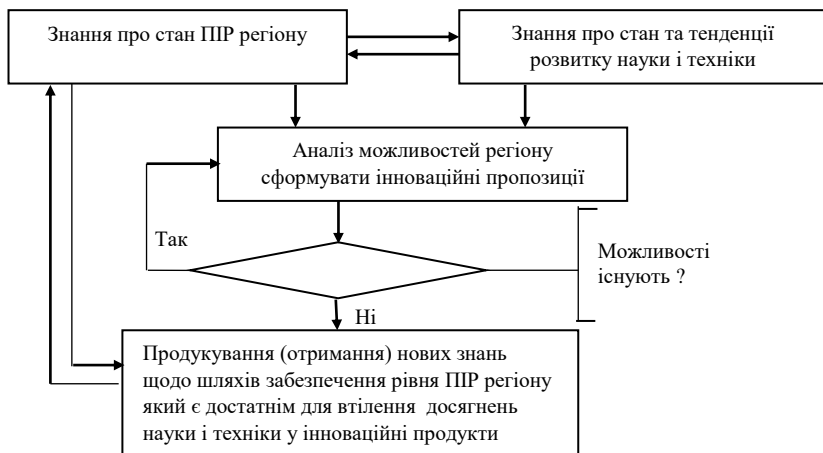 Знання про стан ПІР регіону
Знання про стан та тенденції
розвитку науки і техніки
Аналіз можливостей регіону
сформувати інноваційні пропозиції
Так
Можливості
існують ?
Ні
Продукування (отримання) нових знань
щодо шляхів забезпечення рівня ПІР регіону
який є достатнім для втілення досягнень
науки і техніки у інноваційні продукти